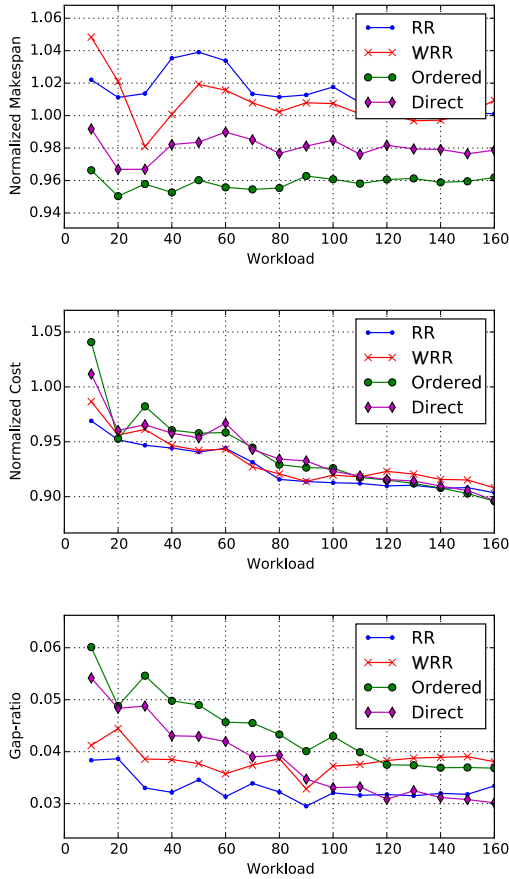 Normalized Makespan
1.06
1.04
1.02
1.00
0.98
0.96
0.94
RR
WRR
Ordered
Direct
0 20 40 60 80 100 120 140 160
Workload
Normalized Cost
1.05
1.00
0.95
0.90
RR
WRR
Ordered
Direct
0 20 40 60 80 100 120 140 160
Workload
Gap-ratio
0.06
0.05
0.04
0.03
RR
WRR
Ordered
Direct
0 20 40 60 80 100 120 140 160
Workload